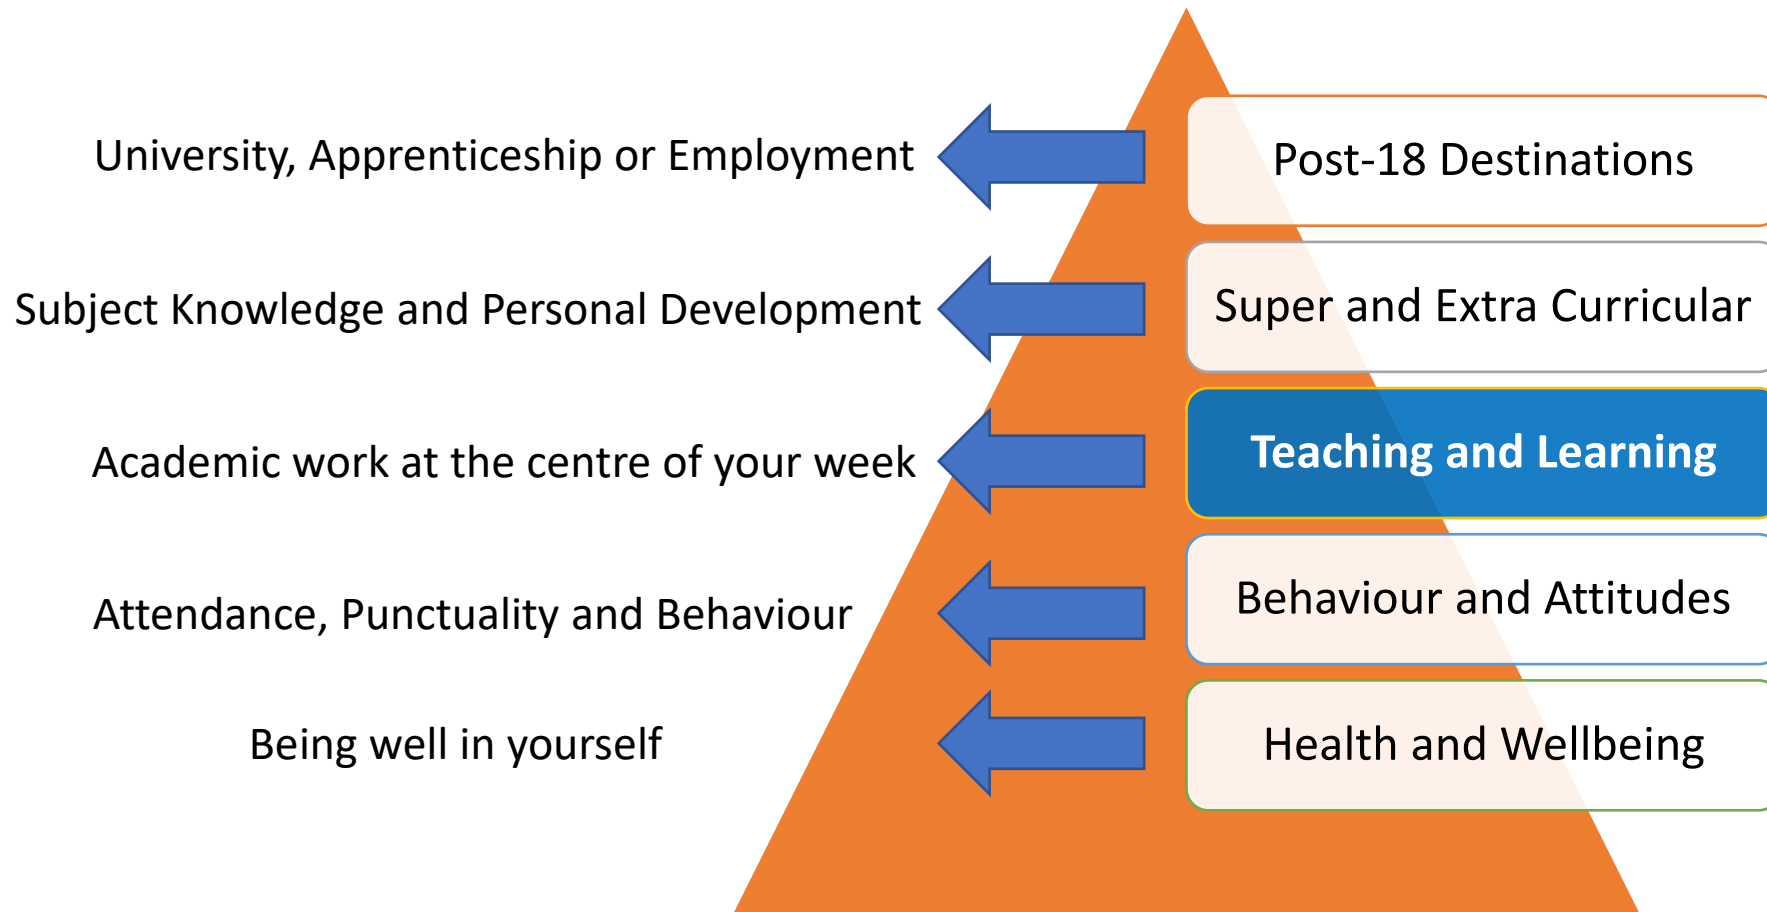 University, Apprenticeship or Employment
Post-18 Destinations
Subject Knowledge and Personal Development
Super and Extra Curricular
Academic work at the centre of your week
Teaching and Learning
Attendance, Punctuality and Behaviour
Behaviour and Attitudes
Being well in yourself
Health and Wellbeing